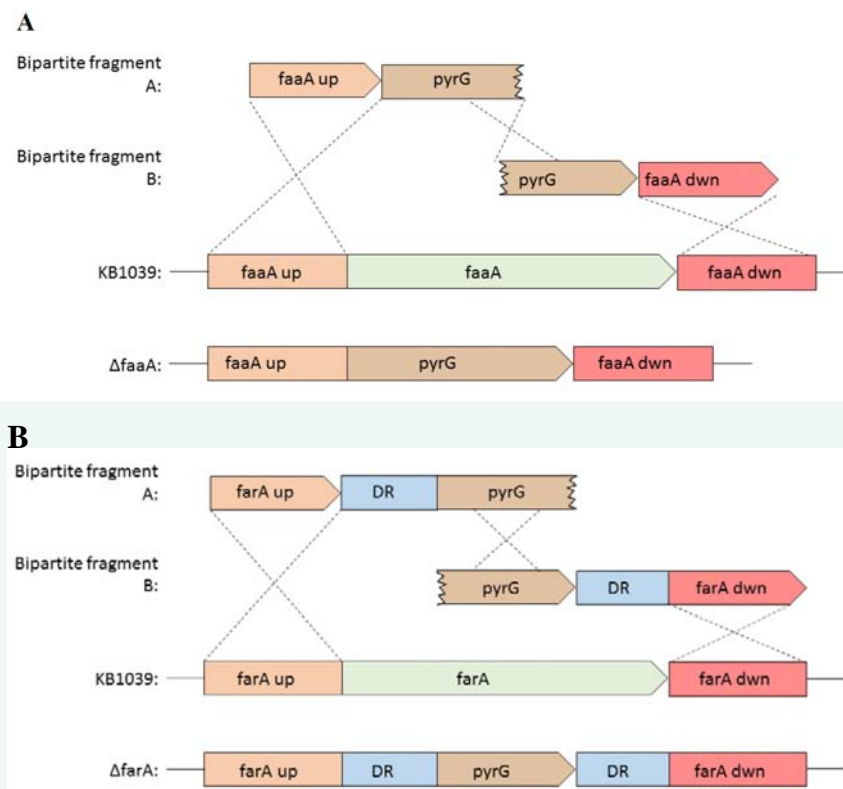 A
Bipartite fragment
A:
faaA up
pyrG
Bipartite fragment
B:
pyrG
faaA dwn
KB1039:
faaA up
faaA
faaA dwn
ΔfaaA:
faaA up
pyrG
faaA dwn
B
Bipartite fragment
A:
farA up
DR
pyrG
Bipartite fragment
B:
pyrG
DR
farA dwn
KB1039:
farA up
farA
farA dwn
ΔfarA:
farA up
DR
pyrG
DR
farA dwn